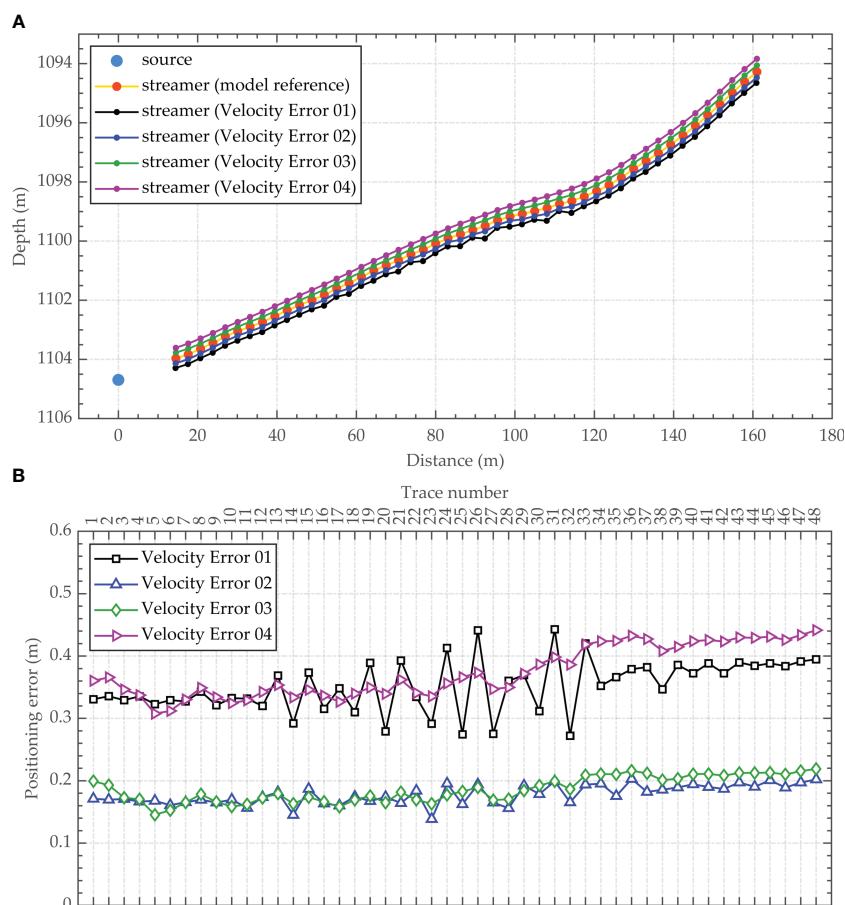 A
1094
1096
1098
1100
1102
1104
1106
Depth (m)
source
streamer (model reference)
streamer (Velocity Error 01)
streamer (Velocity Error 02)
streamer (Velocity Error 03)
streamer (Velocity Error 04)
0 20 40 60 80 100 120 140 160 180
Distance (m)
B
Trace number
1 2 3 4 5 6 7 8 9 10 11 12 13 14 15 16 17 18 19 20 21 22 23 24 25 26 27 28 29 30 31 32 33 34 35 36 37 38 39 40 41 42 43 44 45 46 47 48
0.6
0.5
0.4
0.3
0.2
0.1
0
Positioning error (m)
Velocity Error 01
Velocity Error 02
Velocity Error 03
Velocity Error 04